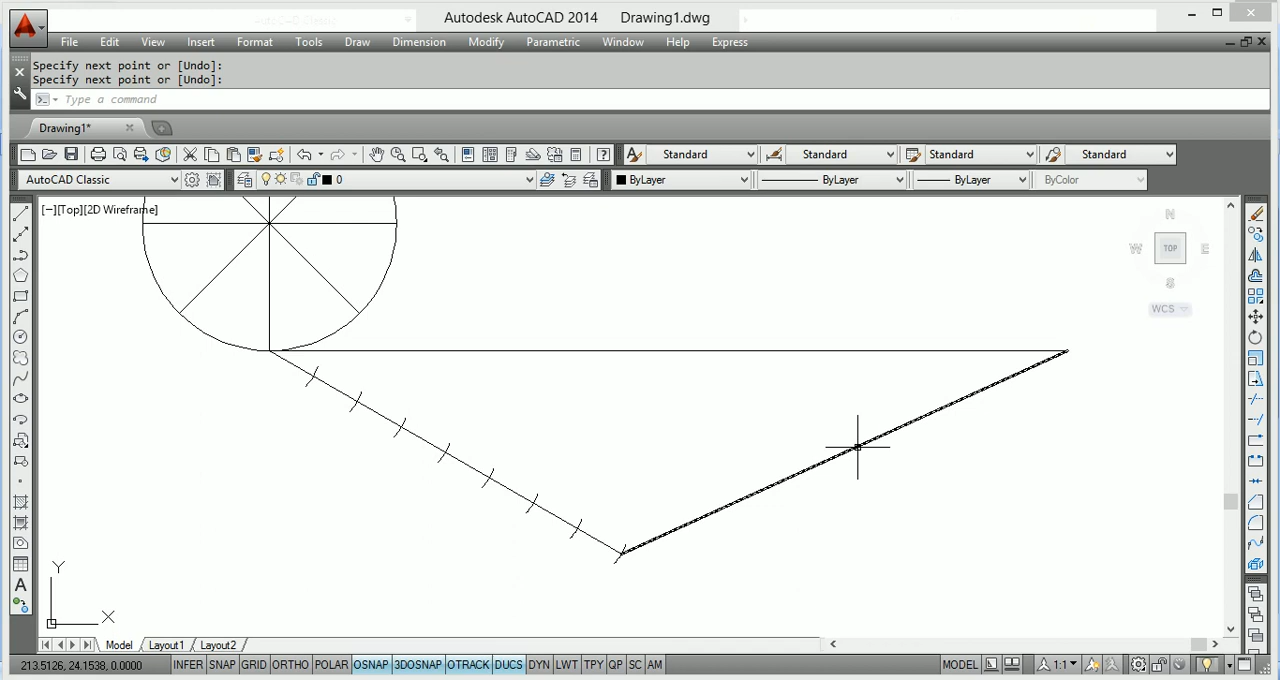 Autodesk AutoCAD 2014 Drawing1.dwg
File Edit View Insert Format Tools Draw Dimension Modify Parametric Window Help Express
Specify next point or [Undo]:
Specify next point or [Undo]:
Type a command
Drawing1*
Standard Standard Standard Standard
AutoCAD Classic 0 ByLayer ByLayer ByLayer ByColor
[−][Top][2D Wireframe]
N
W TOP E
S
WCS
Y
X
A
Model Layout1 Layout2
213.5126, 24.1538, 0.0000 INFER SNAP GRID ORTHO POLAR OSNAP 3DOSNAP OTRACK DUCS DYN LWT TPY QP SC AM MODEL 1:1